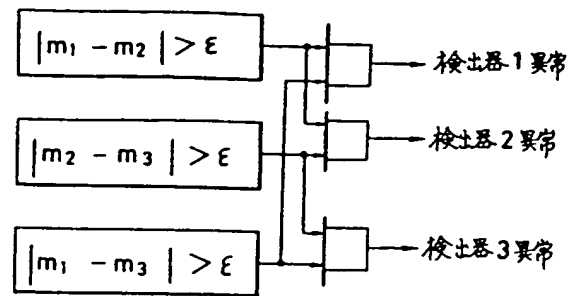 |m₁ − m₂| > ε
検出器1異常
|m₂ − m₃| > ε
検出器2異常
|m₁ − m₃| > ε
検出器3異常